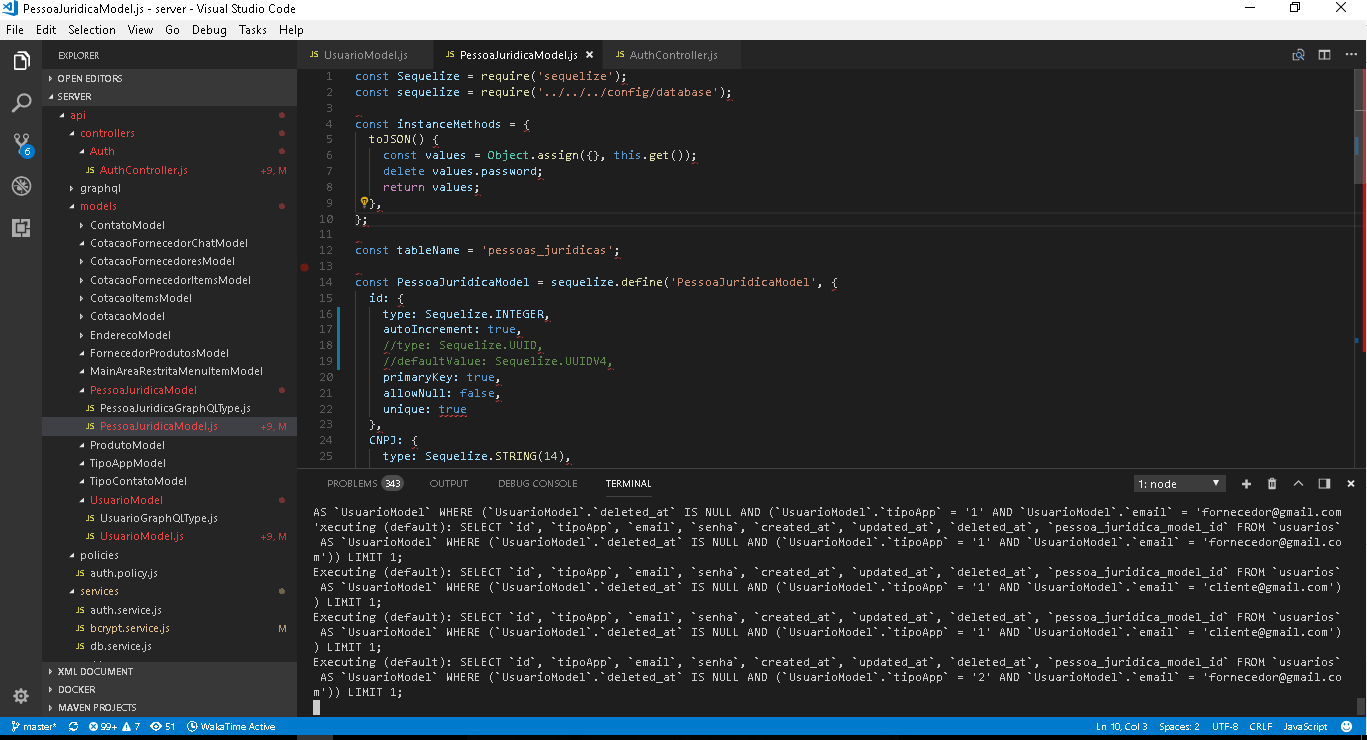 PessoaJuridicaModel.js - server - Visual Studio Code
File Edit Selection View Go Debug Tasks Help
EXPLORER
OPEN EDITORS
SERVER
api
controllers
Auth
JS AuthController.js +9, M
graphql
models
ContatoModel
CotacaoFornecedorChatModel
CotacaoFornecedoresModel
CotacaoFornecedorItemsModel
CotacaoItemsModel
CotacaoModel
EnderecoModel
FornecedorProdutosModel
MainAreaRestritaMenuItemModel
PessoaJuridicaModel
JS PessoaJuridicaGraphQLType.js
JS PessoaJuridicaModel.js +9, M
ProdutoModel
TipoAppModel
TipoContatoModel
UsuarioModel
JS UsuarioGraphQLType.js
JS UsuarioModel.js +9, M
policies
JS auth.policy.js
services
JS auth.service.js
JS bcrypt.service.js M
JS db.service.js
XML DOCUMENT
DOCKER
MAVEN PROJECTS
6
JS UsuarioModel.js JS PessoaJuridicaModel.js JS AuthController.js
1 const Sequelize = require('sequelize');
2 const sequelize = require('../../../config/database');
3
4 const instanceMethods = {
5 toJSON() {
6 const values = Object.assign({}, this.get());
7 delete values.password;
8 return values;
9 },
10 };
11
12 const tableName = 'pessoas_juridicas';
13
14 const PessoaJuridicaModel = sequelize.define('PessoaJuridicaModel', {
15 id: {
16 type: Sequelize.INTEGER,
17 autoIncrement: true,
18 //type: Sequelize.UUID,
19 //defaultValue: Sequelize.UUIDV4,
20 primaryKey: true,
21 allowNull: false,
22 unique: true
23 },
24 CNPJ: {
25 type: Sequelize.STRING(14),
PROBLEMS 343 OUTPUT DEBUG CONSOLE TERMINAL 1: node
AS `UsuarioModel` WHERE (`UsuarioModel`.`deleted_at` IS NULL AND (`UsuarioModel`.`tipoApp` = '1' AND `UsuarioModel`.`email` = 'fornecedor@gmail.com
'xecuting (default): SELECT `id`, `tipoApp`, `email`, `senha`, `created_at`, `updated_at`, `deleted_at`, `pessoa_juridica_model_id` FROM `usuarios`
AS `UsuarioModel` WHERE (`UsuarioModel`.`deleted_at` IS NULL AND (`UsuarioModel`.`tipoApp` = '1' AND `UsuarioModel`.`email` = 'fornecedor@gmail.co
m')) LIMIT 1;
Executing (default): SELECT `id`, `tipoApp`, `email`, `senha`, `created_at`, `updated_at`, `deleted_at`, `pessoa_juridica_model_id` FROM `usuarios`
AS `UsuarioModel` WHERE (`UsuarioModel`.`deleted_at` IS NULL AND (`UsuarioModel`.`tipoApp` = '1' AND `UsuarioModel`.`email` = 'cliente@gmail.com')
) LIMIT 1;
Executing (default): SELECT `id`, `tipoApp`, `email`, `senha`, `created_at`, `updated_at`, `deleted_at`, `pessoa_juridica_model_id` FROM `usuarios`
AS `UsuarioModel` WHERE (`UsuarioModel`.`deleted_at` IS NULL AND (`UsuarioModel`.`tipoApp` = '1' AND `UsuarioModel`.`email` = 'cliente@gmail.com')
) LIMIT 1;
Executing (default): SELECT `id`, `tipoApp`, `email`, `senha`, `created_at`, `updated_at`, `deleted_at`, `pessoa_juridica_model_id` FROM `usuarios`
AS `UsuarioModel` WHERE (`UsuarioModel`.`deleted_at` IS NULL AND (`UsuarioModel`.`tipoApp` = '2' AND `UsuarioModel`.`email` = 'fornecedor@gmail.co
m')) LIMIT 1;
master* 99+ 7 51 WakaTime Active Ln 10, Col 3 Spaces: 2 UTF-8 CRLF JavaScript